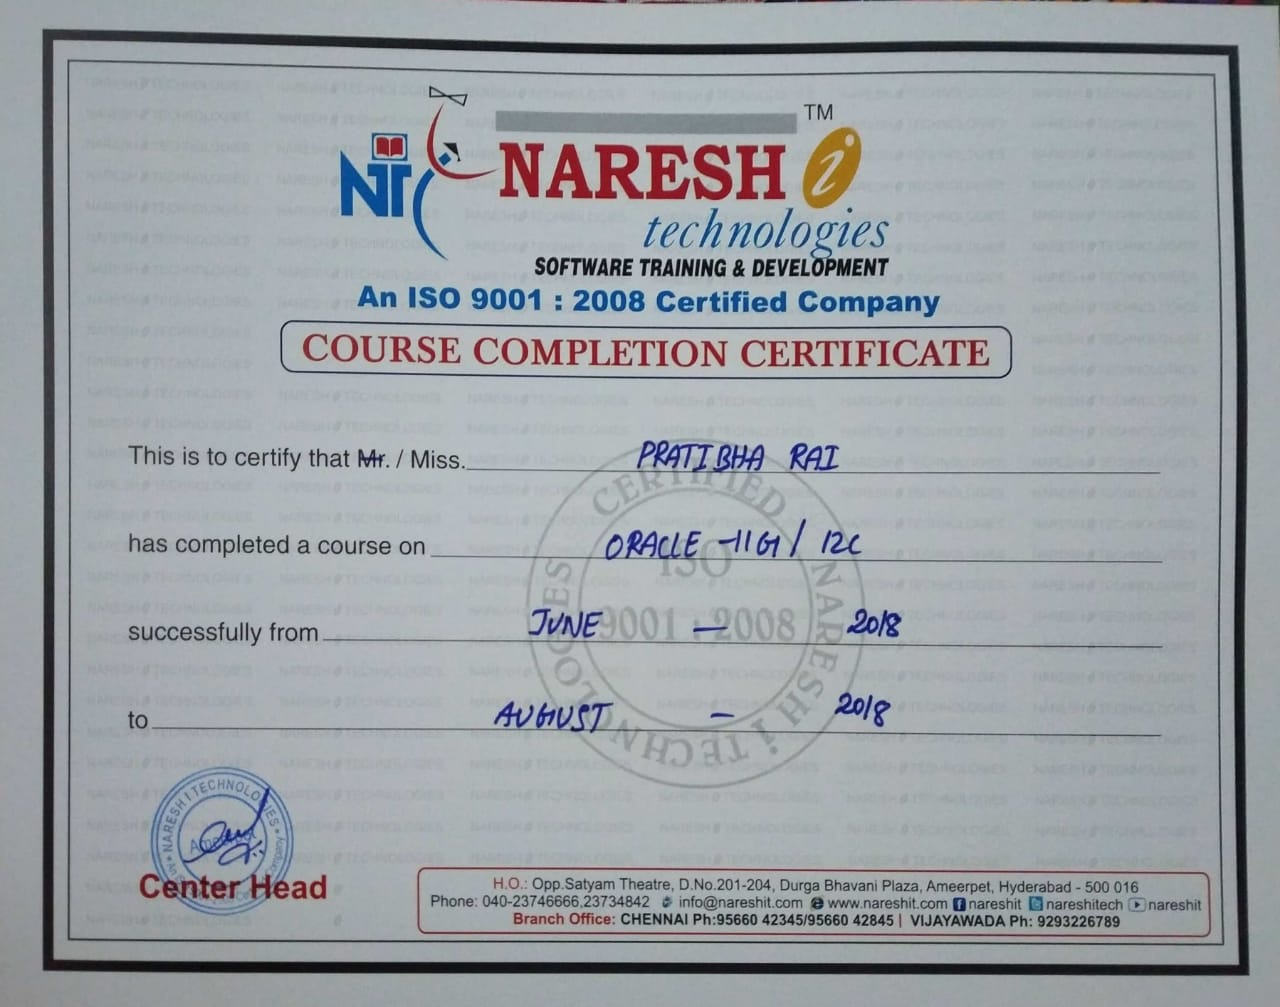 TM
NT
NARESH i
technologies
SOFTWARE TRAINING & DEVELOPMENT
An ISO 9001 : 2008 Certified Company
COURSE COMPLETION CERTIFICATE
This is to certify that Mr. / Miss. PRATIBHA RAI
has completed a course on ORACLE -11G / 12C
successfully from JUNE — 2018
to AUGUST — 2018
CERTIFIED
ISO
9001 : 2008
NARESH i TECHNOLOGIES
NARESH i TECHNOLOGIES
Ameerpet
Center Head
H.O.: Opp.Satyam Theatre, D.No.201-204, Durga Bhavani Plaza, Ameerpet, Hyderabad - 500 016
Phone: 040-23746666,23734842 info@nareshit.com www.nareshit.com nareshit nareshitech nareshit
Branch Office: CHENNAI Ph:95660 42345/95660 42845 | VIJAYAWADA Ph: 9293226789